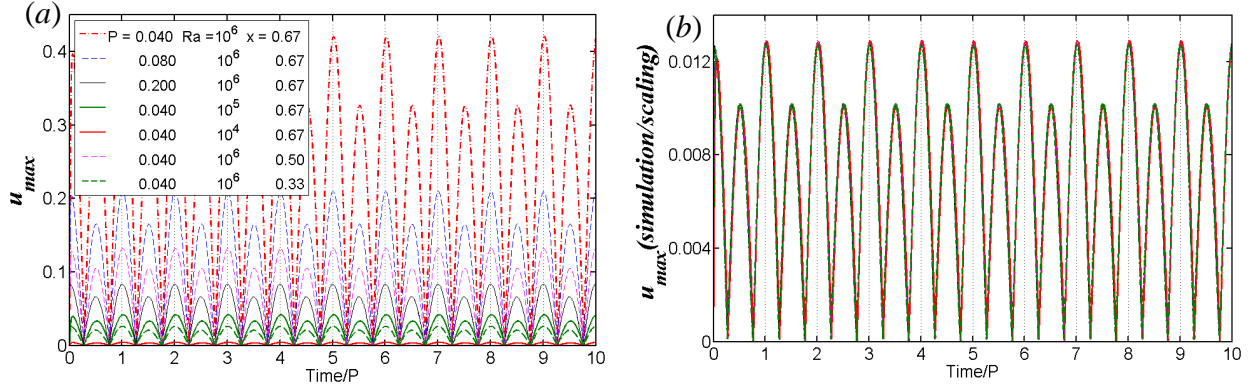 (a)
P = 0.040 Ra =10^6 x = 0.67
0.080 10^6 0.67
0.200 10^6 0.67
0.040 10^5 0.67
0.040 10^4 0.67
0.040 10^6 0.50
0.040 10^6 0.33
0.4
0.3
0.2
0.1
0
u_max
0 1 2 3 4 5 6 7 8 9 10
Time/P
(b)
0.012
0.008
0.004
0
u_max(simulation/scaling)
0 1 2 3 4 5 6 7 8 9 10
Time/P